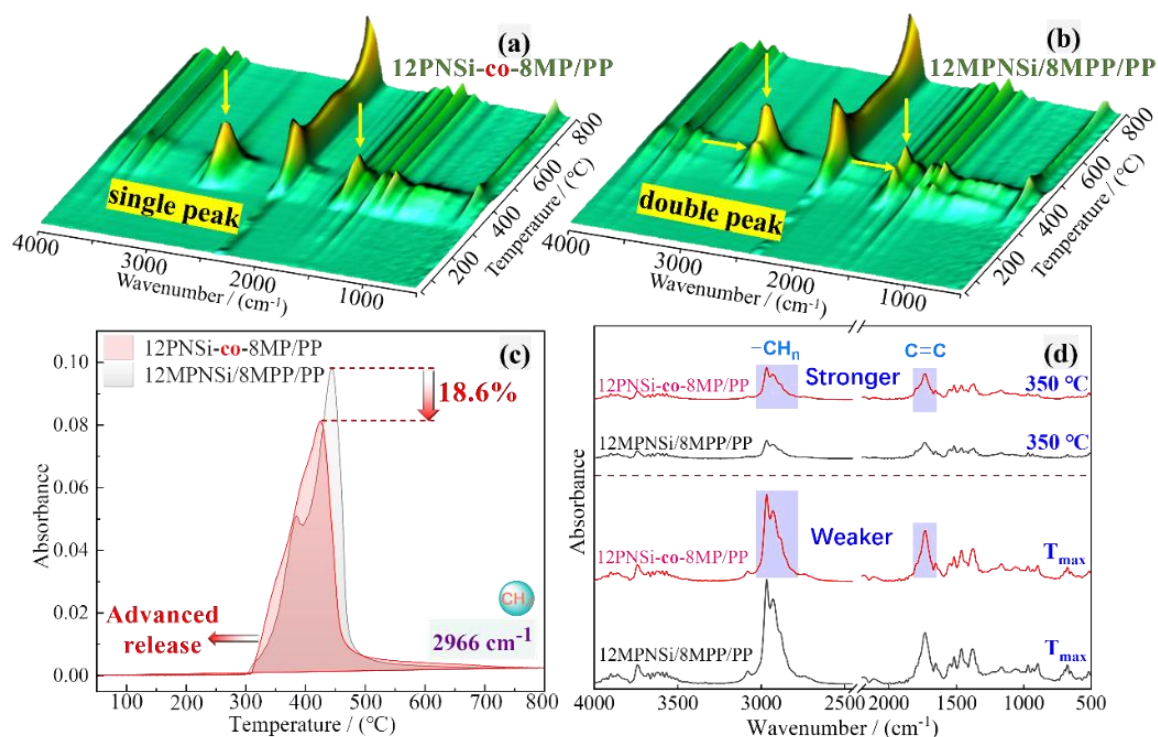 (a)
12PNSi-co-8MP/PP
single peak
4000
3000
2000
1000
Wavenumber / (cm⁻¹)
200
400
600
800
Temperature / (℃)
(b)
12MPNSi/8MPP/PP
double peak
4000
3000
2000
1000
Wavenumber / (cm⁻¹)
200
400
600
800
Temperature / (℃)
(c)
12PNSi-co-8MP/PP
12MPNSi/8MPP/PP
18.6%
Advanced
release
2966 cm⁻¹
0.10
0.08
0.06
0.04
0.02
0.00
Absorbance
100
200
300
400
500
600
700
800
Temperature / (℃)
(d)
−CHₙ
C=C
12PNSi-co-8MP/PP
Stronger
350 ℃
12MPNSi/8MPP/PP
350 ℃
12PNSi-co-8MP/PP
Weaker
Tmax
12MPNSi/8MPP/PP
Tmax
Absorbance
4000
3500
3000
2500
2000
1500
1000
500
Wavenumber / (cm⁻¹)